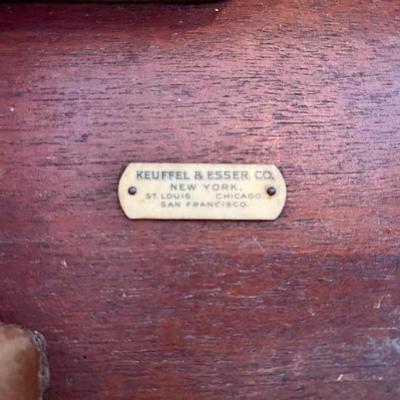 KEUFFEL & ESSER CO.
NEW YORK.
ST. LOUIS. CHICAGO
SAN FRANCISCO.